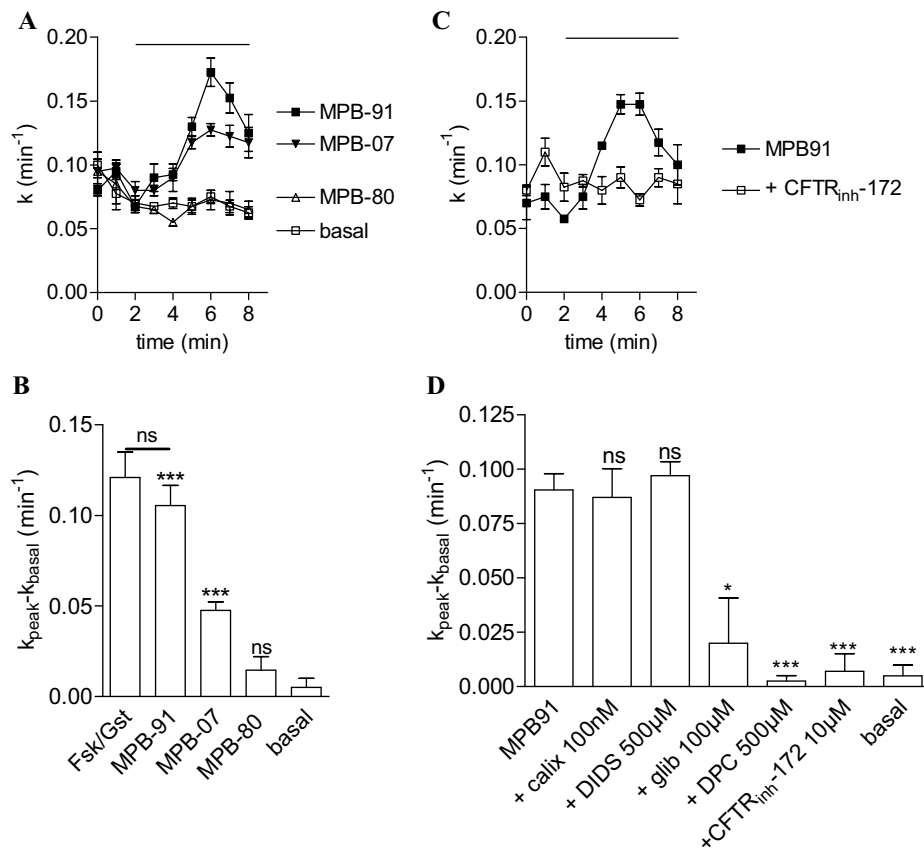 A
k (min⁻¹)
0.20
0.15
0.10
0.05
0.00
0 2 4 6 8
time (min)
MPB-91
MPB-07
MPB-80
basal
C
k (min⁻¹)
0.20
0.15
0.10
0.05
0.00
0 2 4 6 8
time (min)
MPB91
+ CFTRinh-172
B
kpeak-kbasal (min⁻¹)
0.15
0.10
0.05
0.00
ns
***
***
ns
Fsk/Gst
MPB-91
MPB-07
MPB-80
basal
D
kpeak-kbasal (min⁻¹)
0.125
0.100
0.075
0.050
0.025
0.000
ns
ns
*
***
***
***
MPB91
+ calix 100nM
+ DIDS 500µM
+ glib 100µM
+ DPC 500µM
+CFTRinh-172 10µM
basal